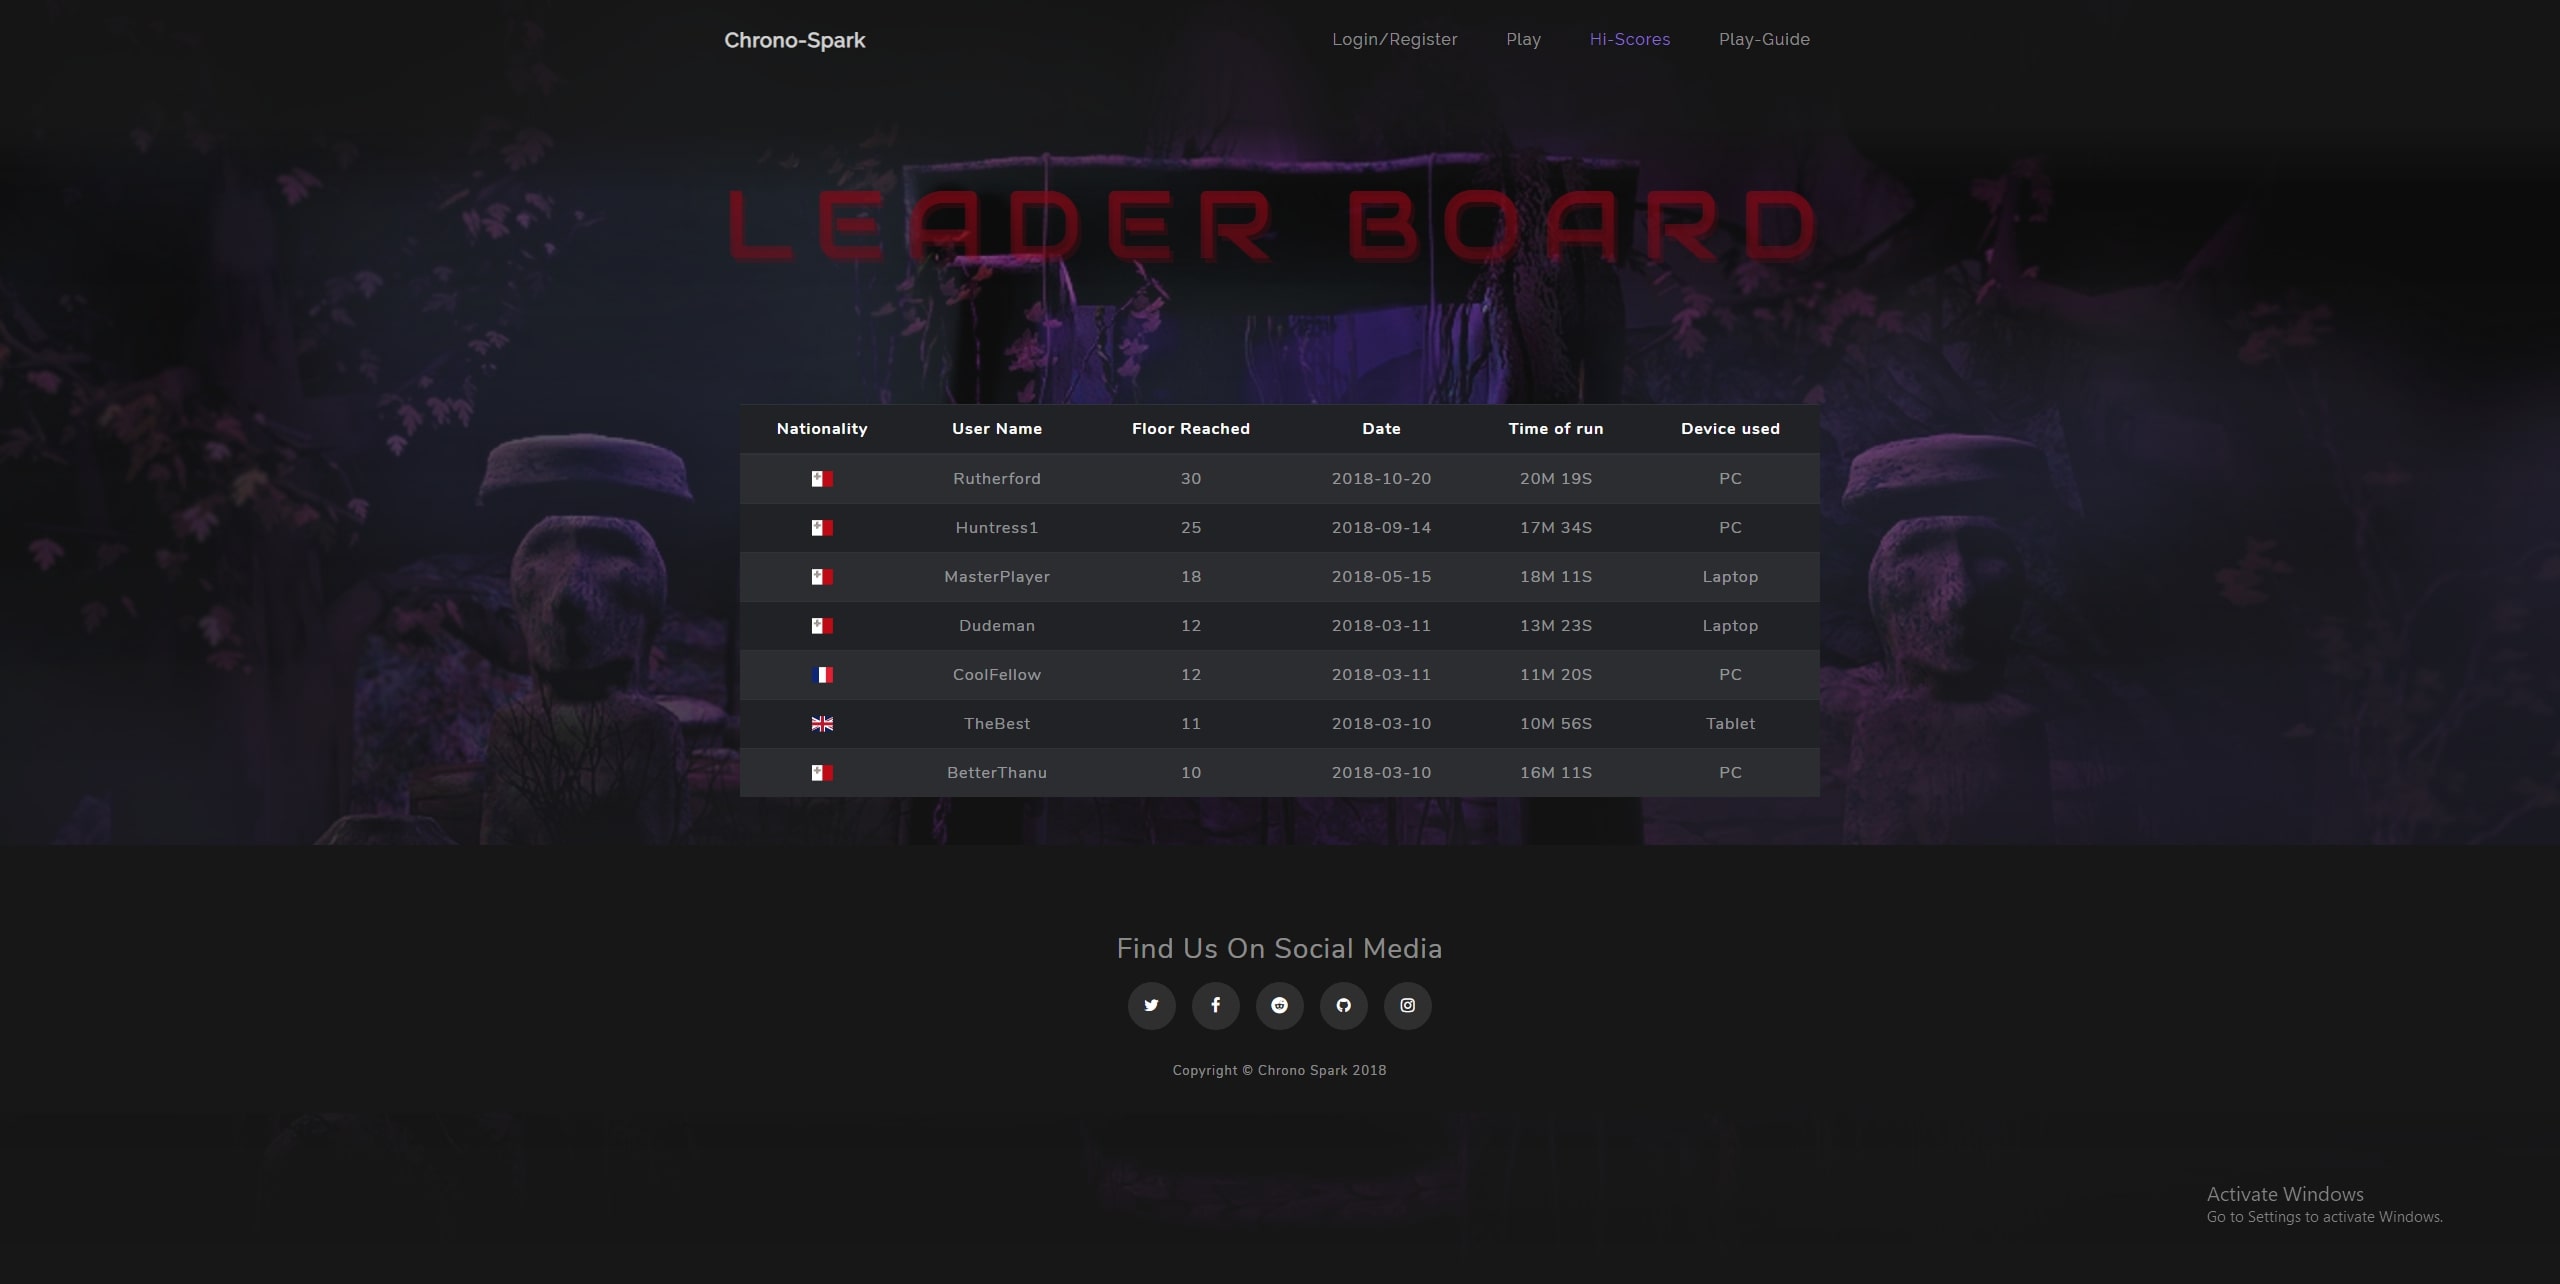 Chrono-Spark Login/Register Play Hi-Scores Play-Guide
LEADER BOARD
Nationality User Name Floor Reached Date Time of run Device used
Rutherford 30 2018-10-20 20M 19S PC
Huntress1 25 2018-09-14 17M 34S PC
MasterPlayer 18 2018-05-15 18M 11S Laptop
Dudeman 12 2018-03-11 13M 23S Laptop
CoolFellow 12 2018-03-11 11M 20S PC
TheBest 11 2018-03-10 10M 56S Tablet
BetterThanu 10 2018-03-10 16M 11S PC
Find Us On Social Media
Copyright © Chrono Spark 2018
Activate Windows
Go to Settings to activate Windows.